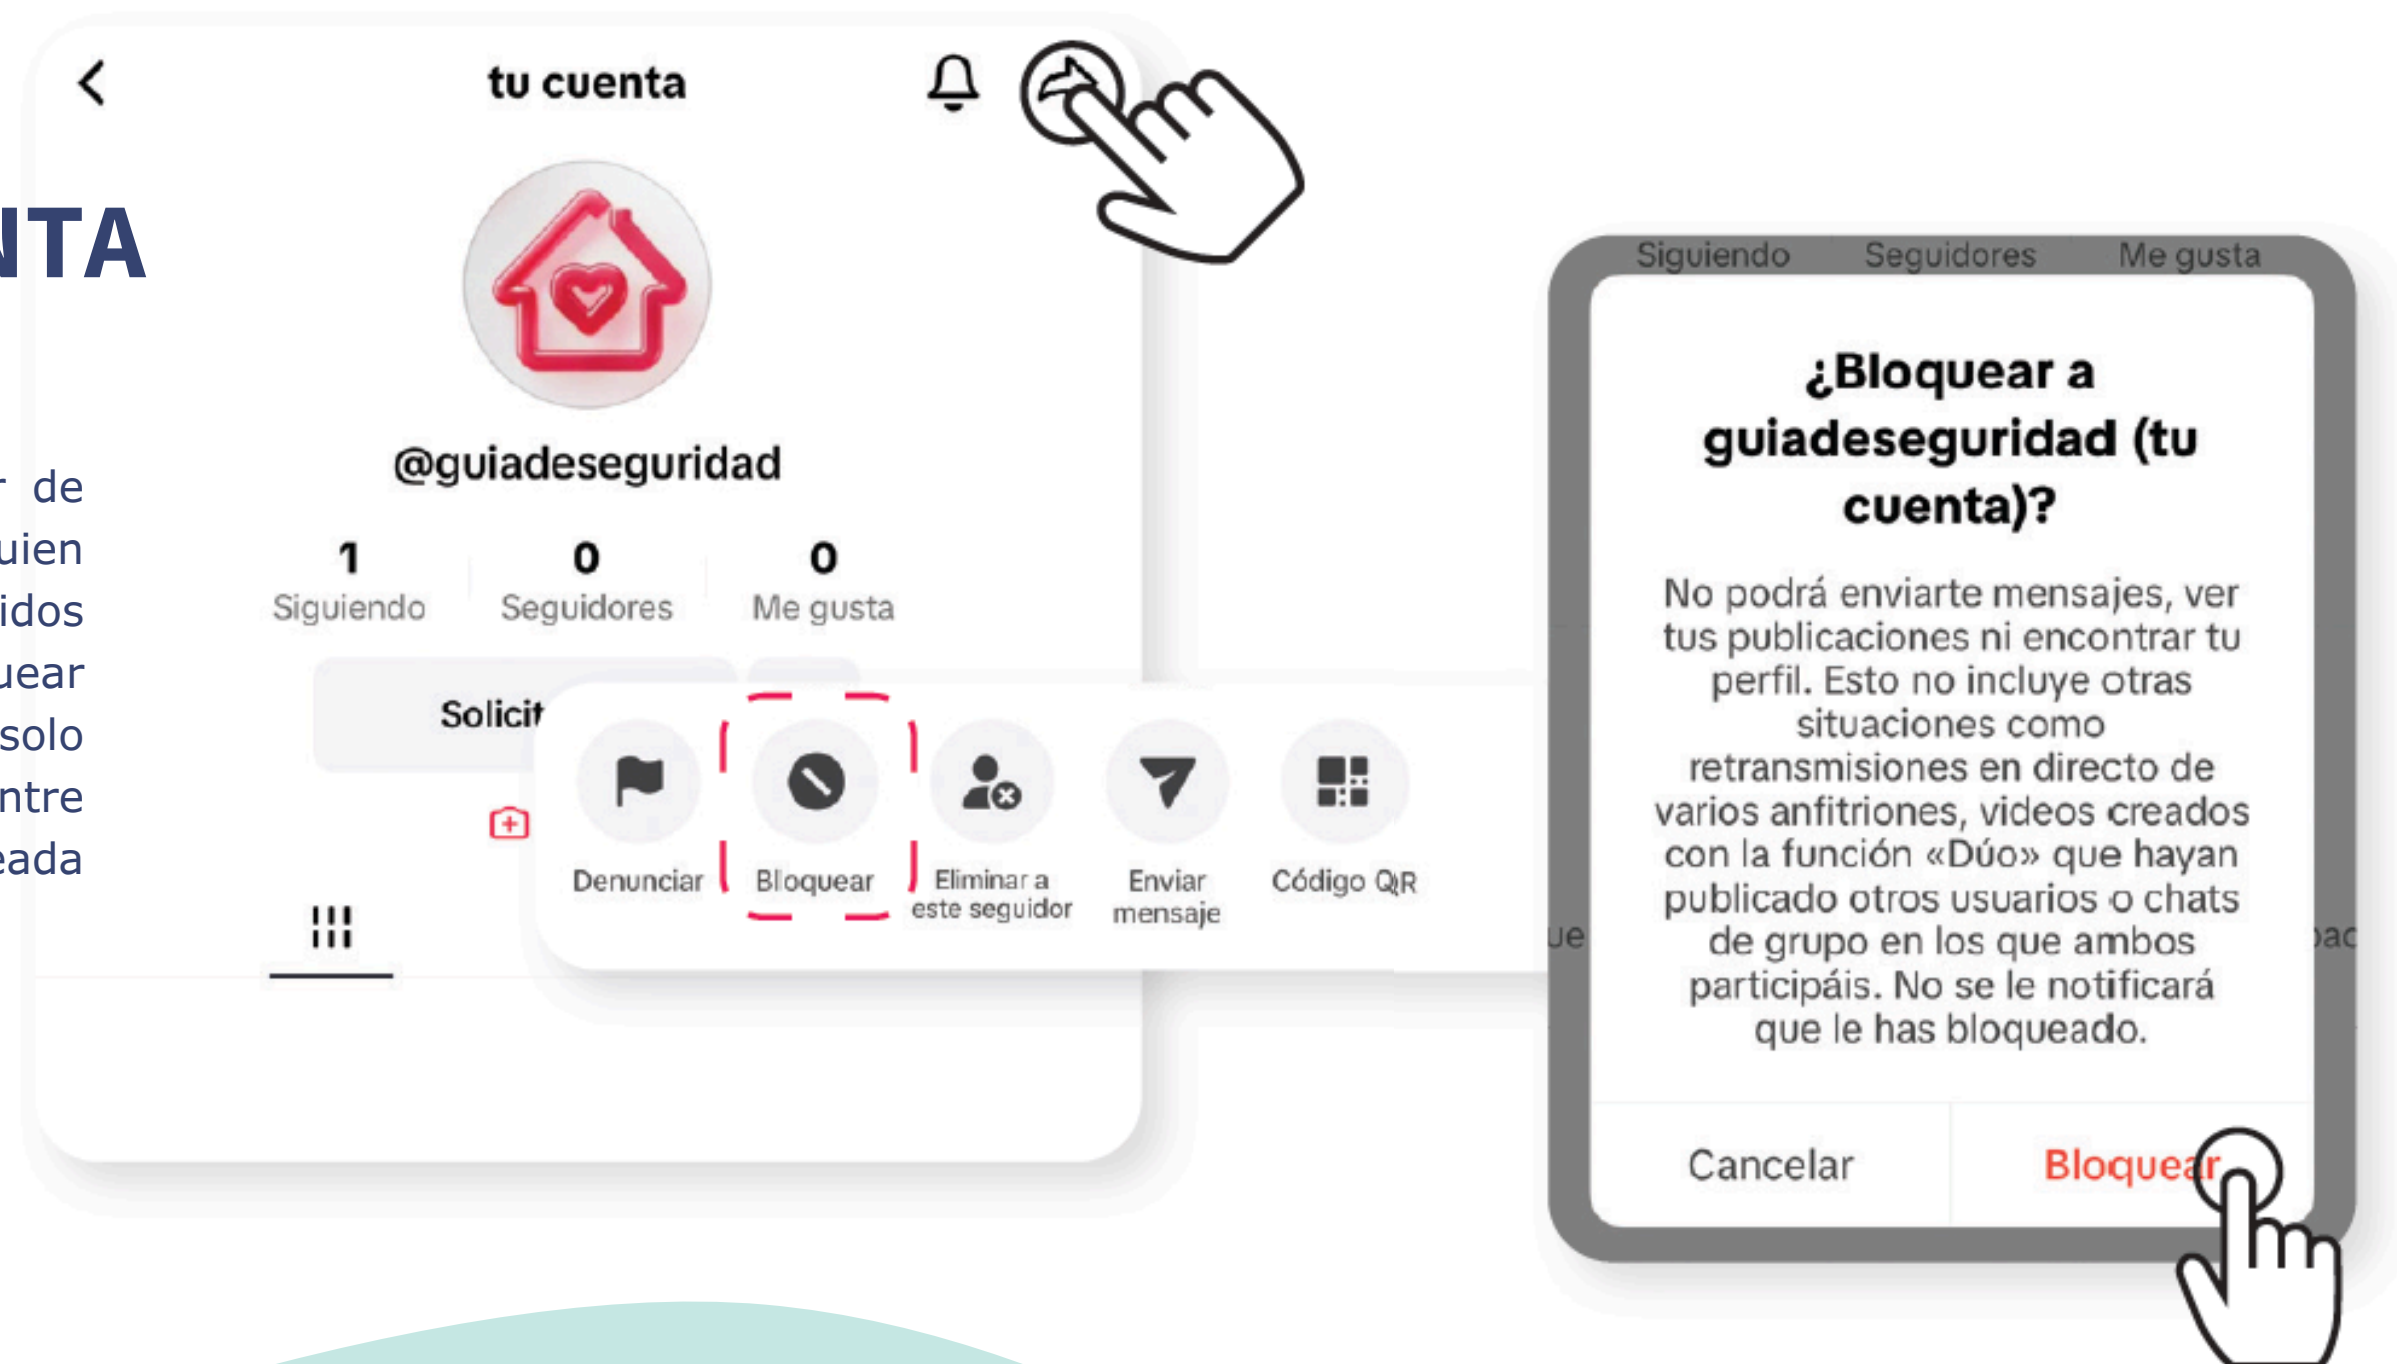 NTA
de
uien
idos
uear
solo
ntre
eada
tu cuenta
@guiadeseguridad
1 0 0
Siguiendo Seguidores Me gusta
Solicit
Denunciar Bloquear Eliminar a este seguidor Enviar mensaje Código QR
Siguiendo Seguidores Me gusta
¿Bloquear a
guiadeseguridad (tu
cuenta)?
No podrá enviarte mensajes, ver
tus publicaciones ni encontrar tu
perfil. Esto no incluye otras
situaciones como
retransmisiones en directo de
varios anfitriones, videos creados
con la función «Dúo» que hayan
publicado otros usuarios o chats
de grupo en los que ambos
participáis. No se le notificará
que le has bloqueado.
Cancelar Bloquear